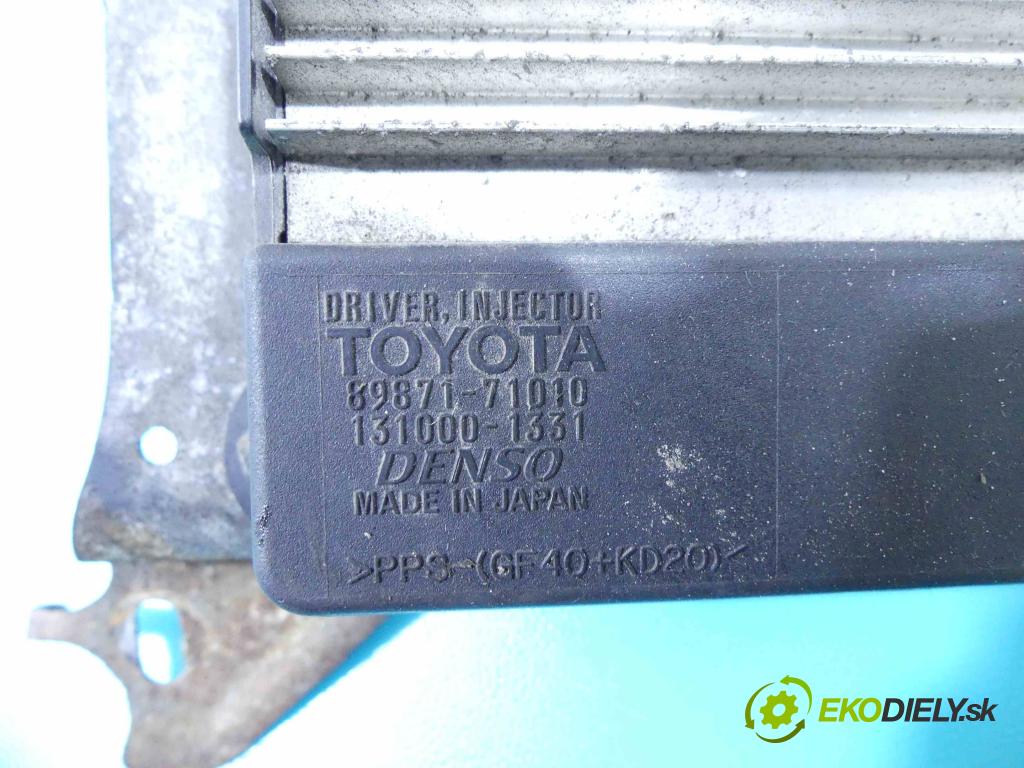 DRIVER, INJECTOR
TOYOTA
89871-71010
131000-1331
DENSO
MADE IN JAPAN
>PPS-(GF40+KD20)<
EKODIELY.sk